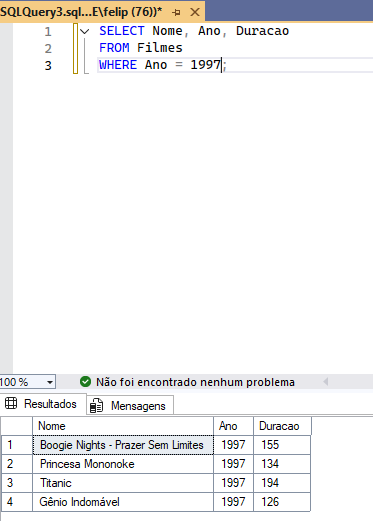 SQLQuery3.sql...E\felip (76))*
1 SELECT Nome, Ano, Duracao
2 FROM Filmes
3 WHERE Ano = 1997;
100 % Não foi encontrado nenhum problema
Resultados Mensagens
Nome Ano Duracao
1 Boogie Nights - Prazer Sem Limites 1997 155
2 Princesa Mononoke 1997 134
3 Titanic 1997 194
4 Gênio Indomável 1997 126